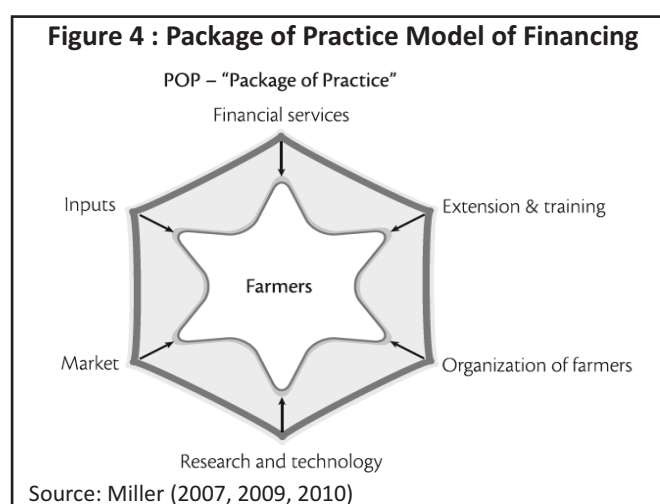 Figure 4 : Package of Practice Model of Financing
POP – “Package of Practice”
Financial services
Inputs
Extension & training
Farmers
Market
Organization of farmers
Research and technology
Source: Miller (2007, 2009, 2010)